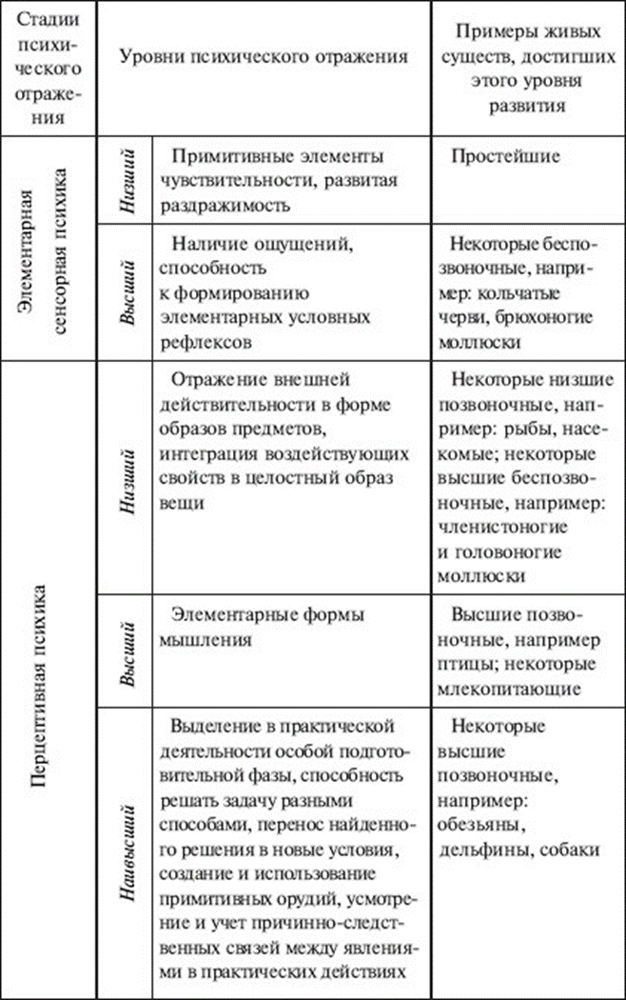 Стадии
психи-
ческого
отраже-
ния
Уровни психического отражения
Примеры живых
существ, достигших
этого уровня
развития
Элементарная
сенсорная психика
Низший
Примитивные элементы
чувствительности, развитая
раздражимость
Простейшие
Высший
Наличие ощущений,
способность
к формированию
элементарных условных
рефлексов
Некоторые беспо-
звоночные, напри-
мер: кольчатые
черви, брюхоногие
моллюски
Перцептивная психика
Низший
Отражение внешней
действительности в форме
образов предметов,
интеграция воздействующих
свойств в целостный образ
вещи
Некоторые низшие
позвоночные, нап-
ример: рыбы, насе-
комые; некоторые
высшие беспозво-
ночные, например:
членистоногие
и головоногие
моллюски
Высший
Элементарные формы
мышления
Высшие позво-
ночные, например
птицы; некоторые
млекопитающие
Наивысший
Выделение в практической
деятельности особой подгото-
вительной фазы, способность
решать задачу разными
способами, перенос найденно-
го решения в новые условия,
создание и использование
примитивных орудий, усмотре-
ние и учет причинно-следст-
венных связей между явления-
ми в практических действиях
Некоторые
высшие
позвоночные,
например:
обезьяны,
дельфины, собаки